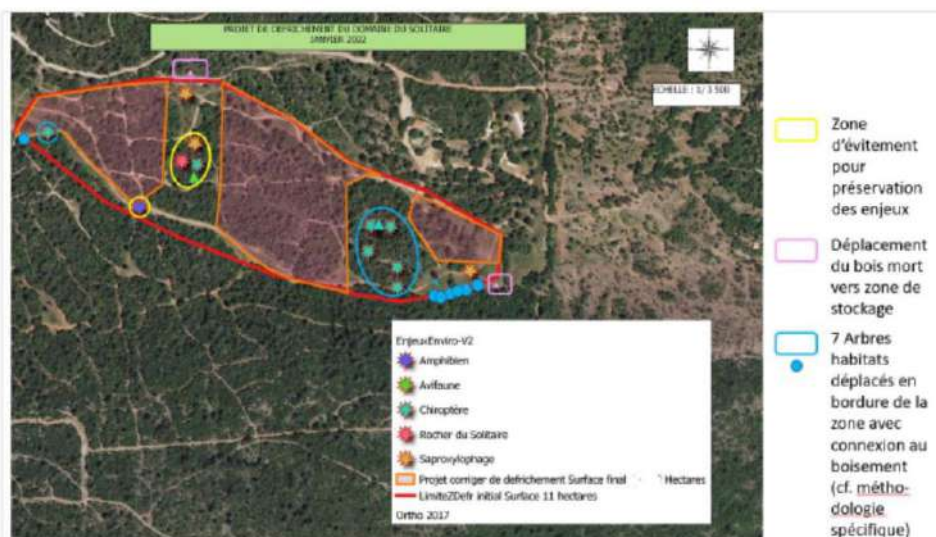 PROJET DE DEFRICHEMENT DU DOMAINE DU SOLITAIRE
JANVIER 2022
ECHELLE : 1/ 3 500
EnjeuxEnviro-V2
Amphibien
Avifaune
Chiroptère
Rocher du Solitaire
Saproxylophage
Projet corriger de defrichement Surface final Hectares
LimiteZDefr initial Surface 11 hectares
Ortho 2017
Zone
d'évitement
pour
préservation
des enjeux
Déplacement
du bois mort
vers zone de
stockage
7 Arbres
habitats
déplacés en
bordure de la
zone avec
connexion au
boisement
(cf. métho-
dologie
spécifique)